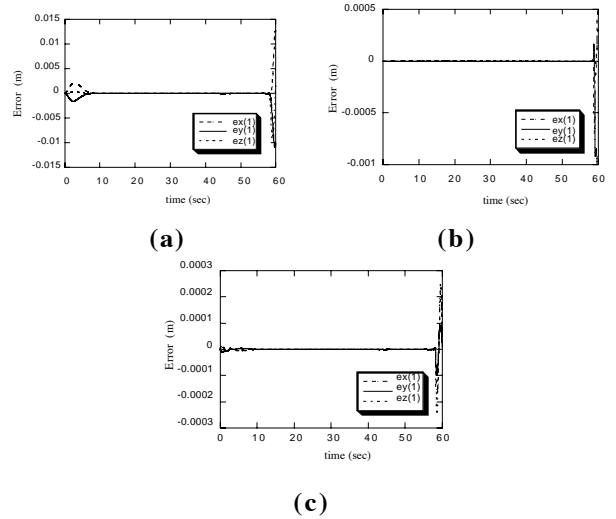 0.015
0.01
0.005
0
-0.005
-0.01
-0.015
Error (m)
ex(1)
ey(1)
ez(1)
0 10 20 30 40 50 60
time (sec)
(a)
0.0005
0
-0.0005
-0.001
Error (m)
ex(1)
ey(1)
ez(1)
0 10 20 30 40 50 60
time (sec)
(b)
0.0003
0.0002
0.0001
0
-0.0001
-0.0002
-0.0003
Error (m)
ex(1)
ey(1)
ez(1)
0 10 20 30 40 50 60
time (sec)
(c)